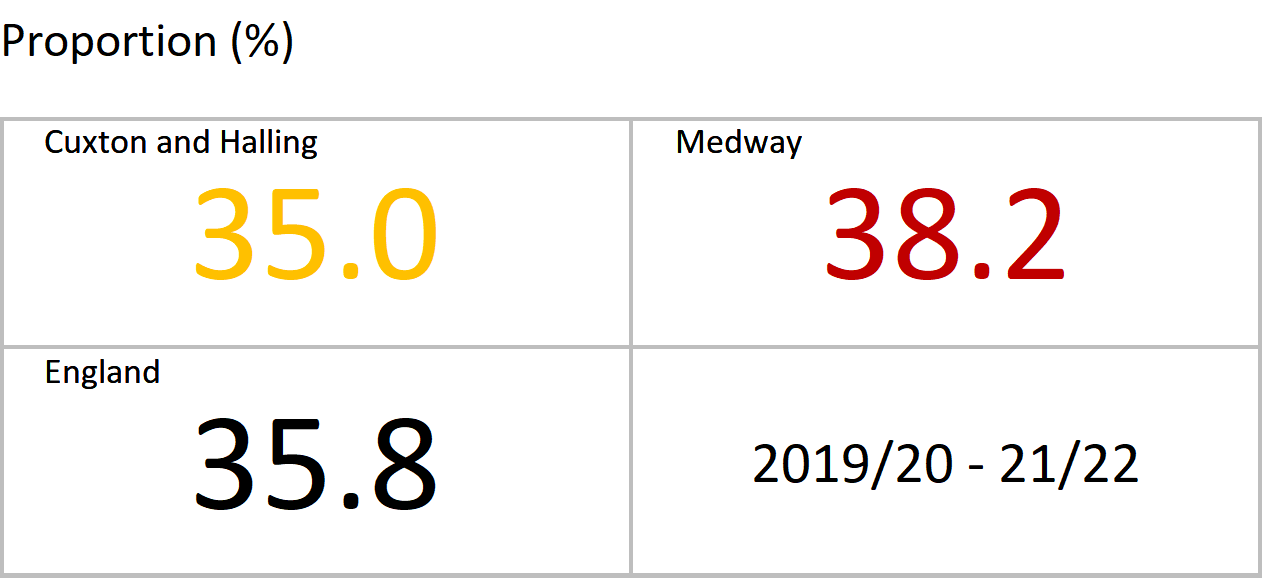 Proportion (%)
Cuxton and Halling
35.0
Medway
38.2
England
35.8
2019/20 - 21/22